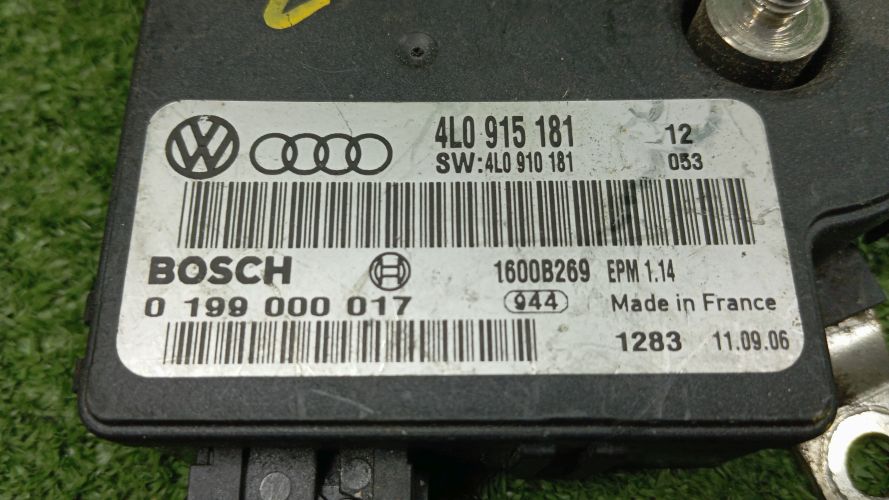 4L0 915 181 12
SW:4L0 910 181 053
BOSCH 1600B269 EPM 1.14
0 199 000 017 944 Made in France
1283 11.09.06